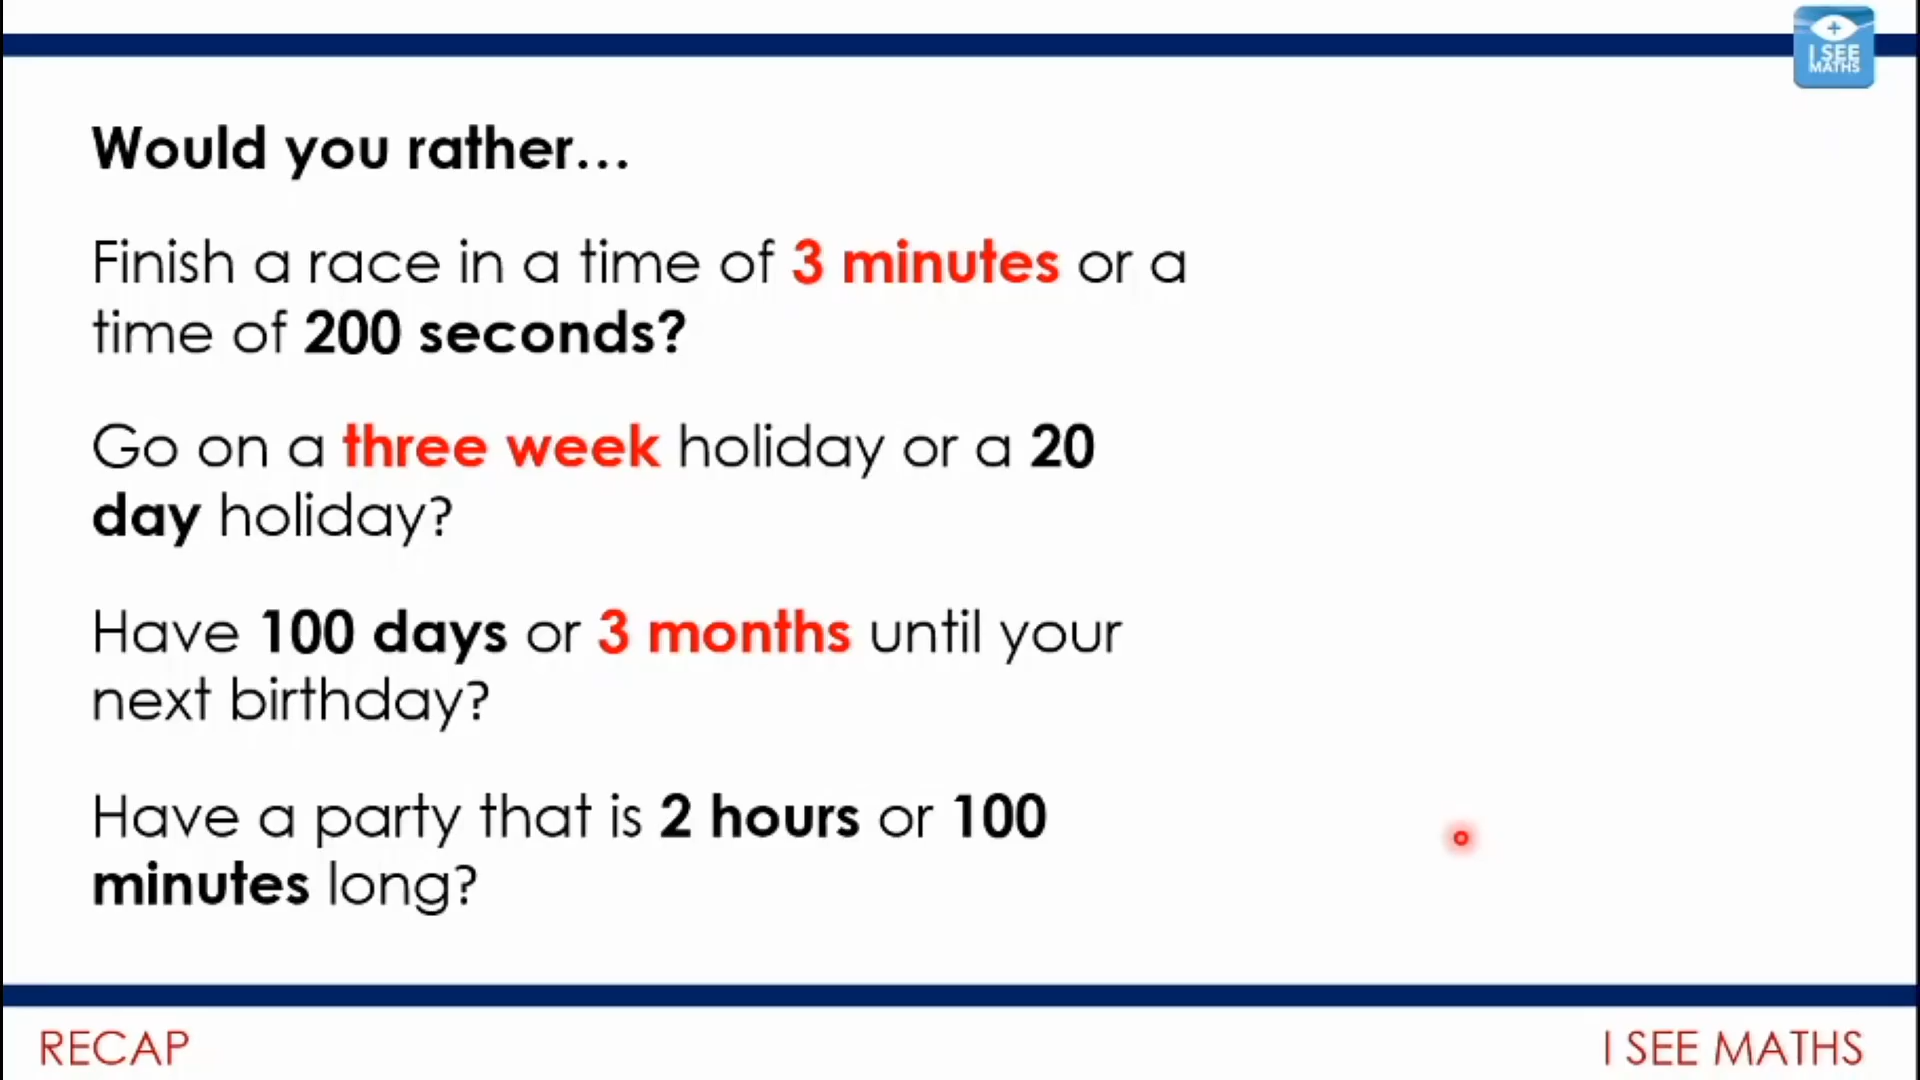 I SEE
MATHS
Would you rather…
Finish a race in a time of 3 minutes or a
time of 200 seconds?
Go on a three week holiday or a 20
day holiday?
Have 100 days or 3 months until your
next birthday?
Have a party that is 2 hours or 100
minutes long?
RECAP
I SEE MATHS